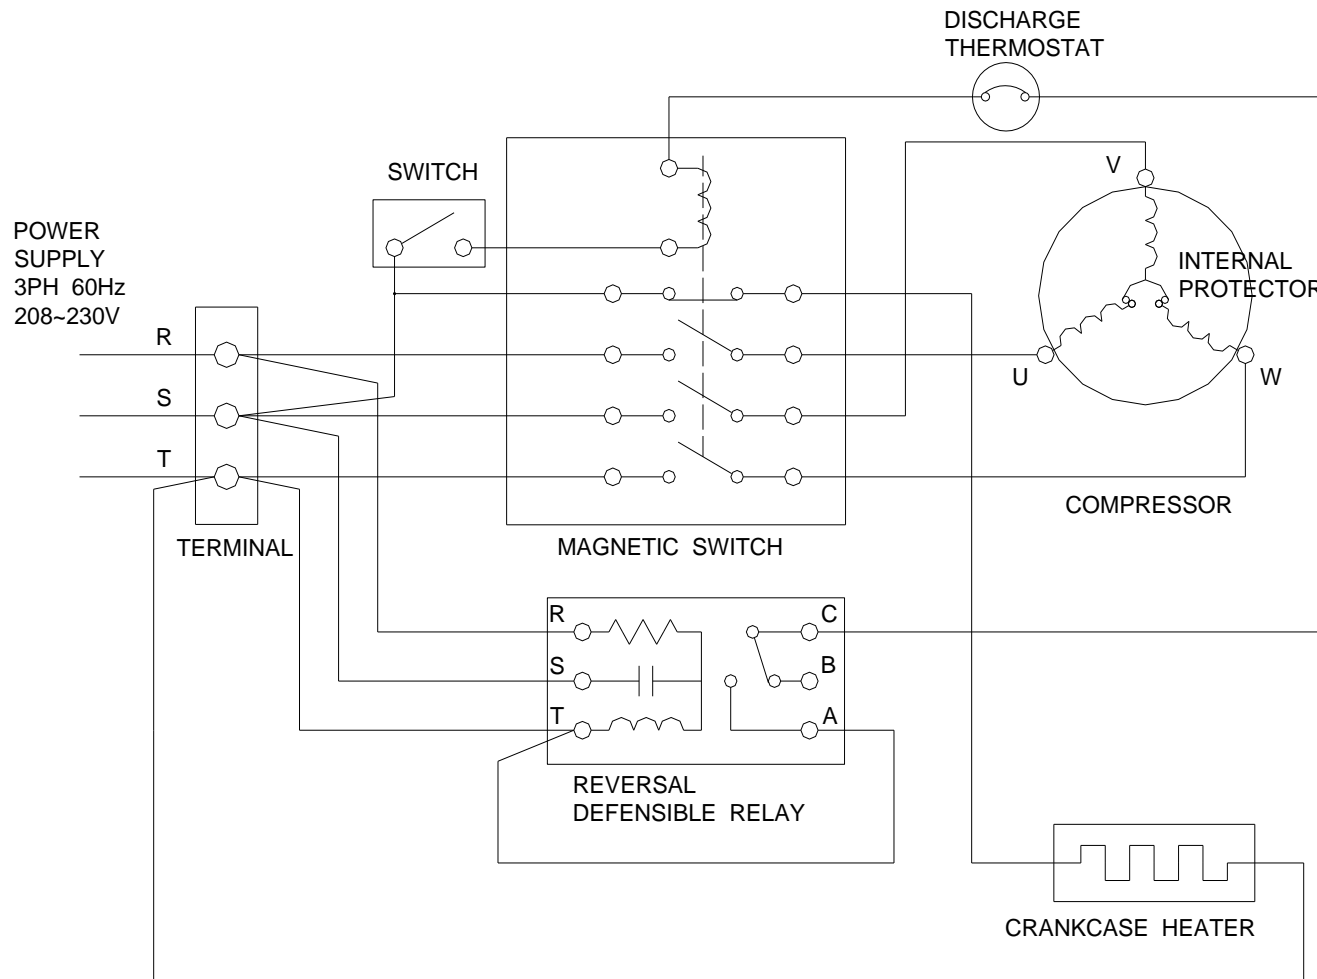 DISCHARGE
THERMOSTAT
SWITCH
V
POWER
SUPPLY
3PH 60Hz
208~230V
INTERNAL
PROTECTOR
R
U
W
S
T
COMPRESSOR
TERMINAL
MAGNETIC SWITCH
R
C
S
B
T
A
REVERSAL
DEFENSIBLE RELAY
CRANKCASE HEATER